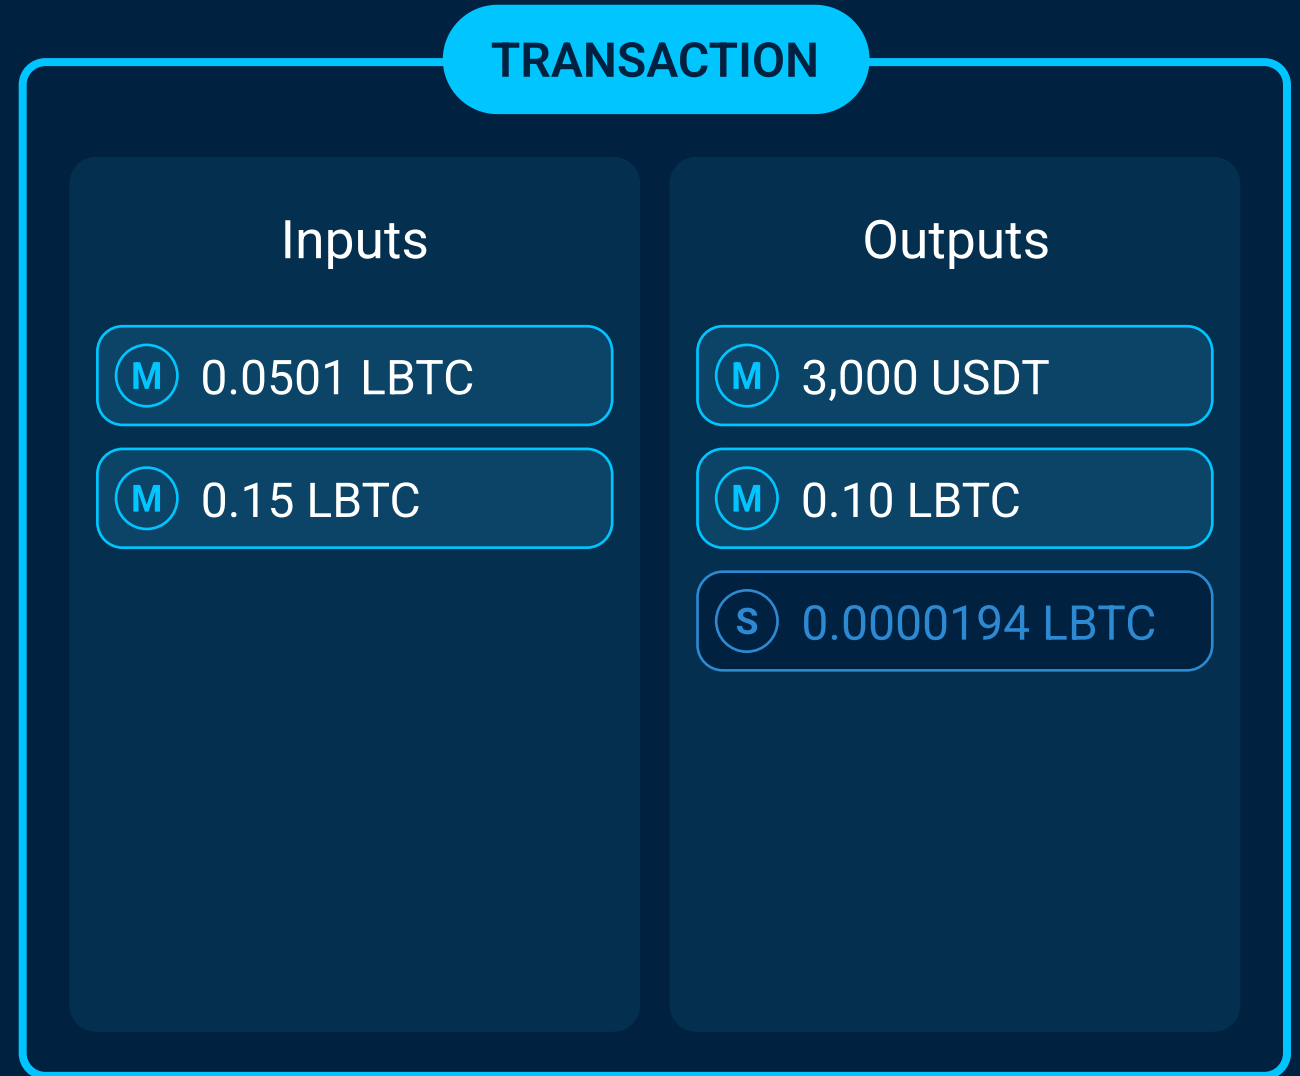 TRANSACTION
Inputs
M 0.0501 LBTC
M 0.15 LBTC
Outputs
M 3,000 USDT
M 0.10 LBTC
S 0.0000194 LBTC